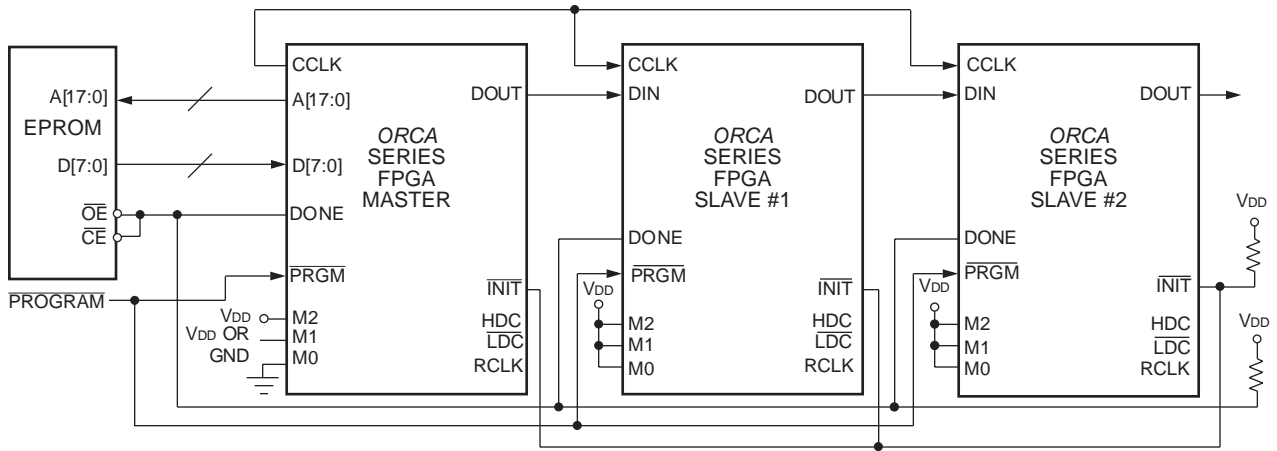 A[17:0]
EPROM
D[7:0]
OE
CE
PROGRAM
CCLK
A[17:0]
D[7:0]
DONE
PRGM
VDD
M2
VDD OR
M1
GND
M0
DOUT
ORCA
SERIES
FPGA
MASTER
INIT
HDC
LDC
RCLK
CCLK
DIN
DOUT
ORCA
SERIES
FPGA
SLAVE #1
DONE
PRGM
VDD
M2
M1
M0
INIT
HDC
LDC
RCLK
CCLK
DIN
DOUT
ORCA
SERIES
FPGA
SLAVE #2
DONE
PRGM
VDD
M2
M1
M0
INIT
HDC
LDC
RCLK
VDD
VDD